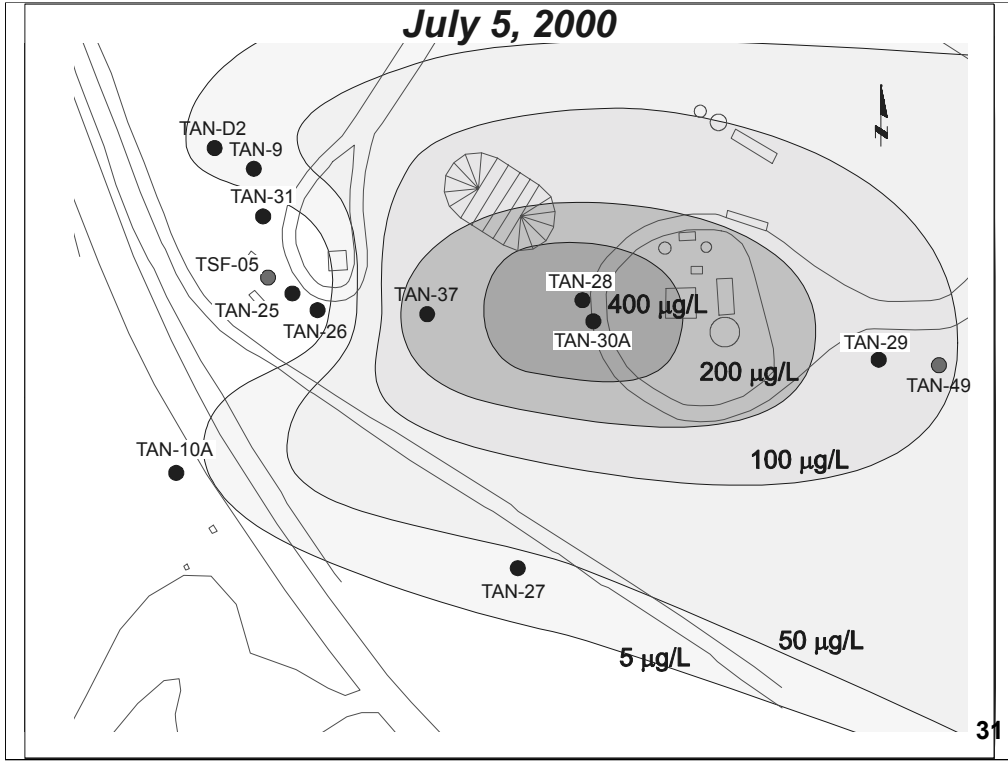 July 5, 2000
TAN-D2
TAN-9
TAN-31
TSF-05
TAN-25
TAN-26
TAN-37
TAN-28
400 µg/L
TAN-30A
200 µg/L
TAN-29
TAN-49
TAN-10A
100 µg/L
TAN-27
50 µg/L
5 µg/L
31
N